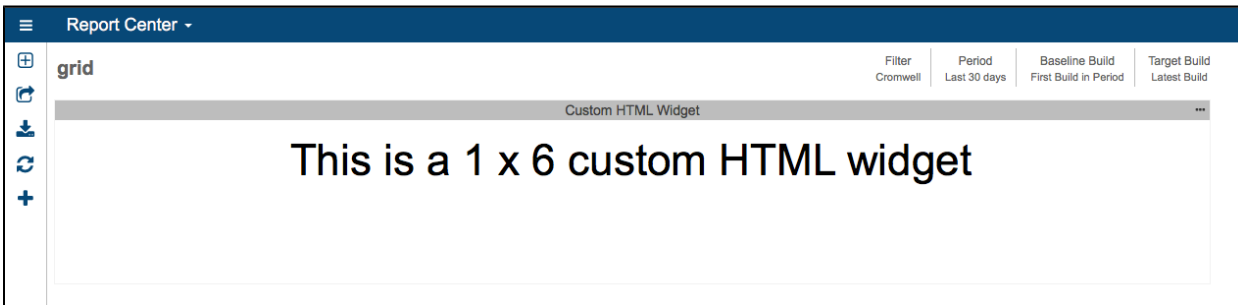 Report Center
grid
Filter Period Baseline Build Target Build
Cromwell Last 30 days First Build in Period Latest Build
Custom HTML Widget
This is a 1 x 6 custom HTML widget